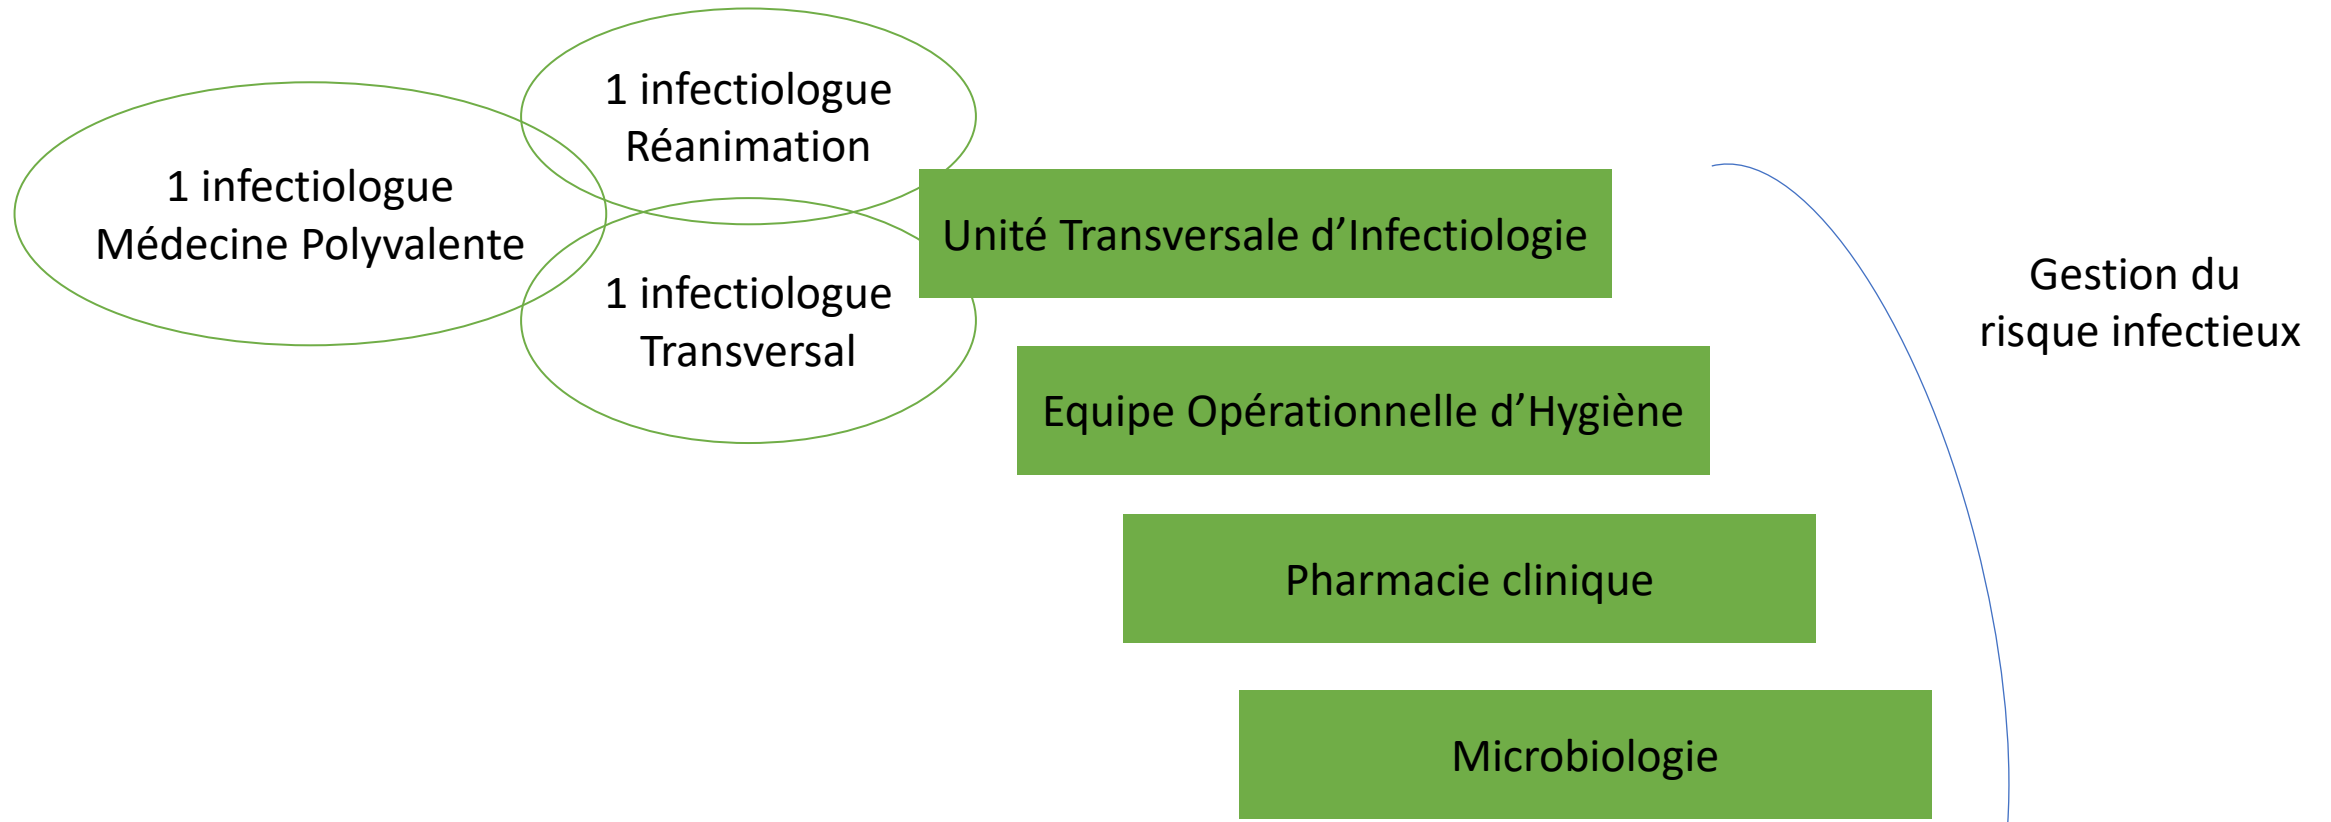 1 infectiologue
Réanimation
1 infectiologue
Médecine Polyvalente
1 infectiologue
Transversal
Unité Transversale d’Infectiologie
Equipe Opérationnelle d’Hygiène
Pharmacie clinique
Microbiologie
Gestion du
risque infectieux